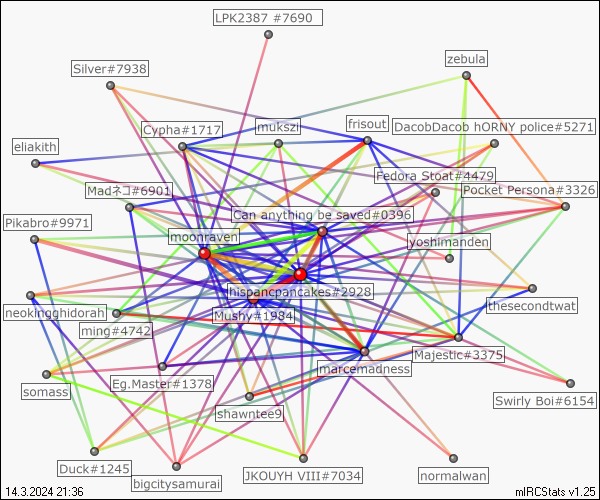 LPK2387 #7690
zebula
Silver#7938
frisout
mukszi
Cypha#1717
DacobDacob hORNY police#5271
eliakith
Fedora Stoat#4479
Madネコ#6901
Pocket Persona#3326
Can anything be saved#0396
Pikabro#9971
moonraven
yoshimanden
hispancpancakes#2928
thesecondtwat
neokingghidorah
Mushy#1984
ming#4742
Majestic#3375
marcemadness
Eg.Master#1378
somass
Swirly Boi#6154
Shawntee9
Duck#1245
JKOUYH VIII#7034
normalwan
bigcitysamurai
14.3.2024 21:36
mIRCStats v1.25